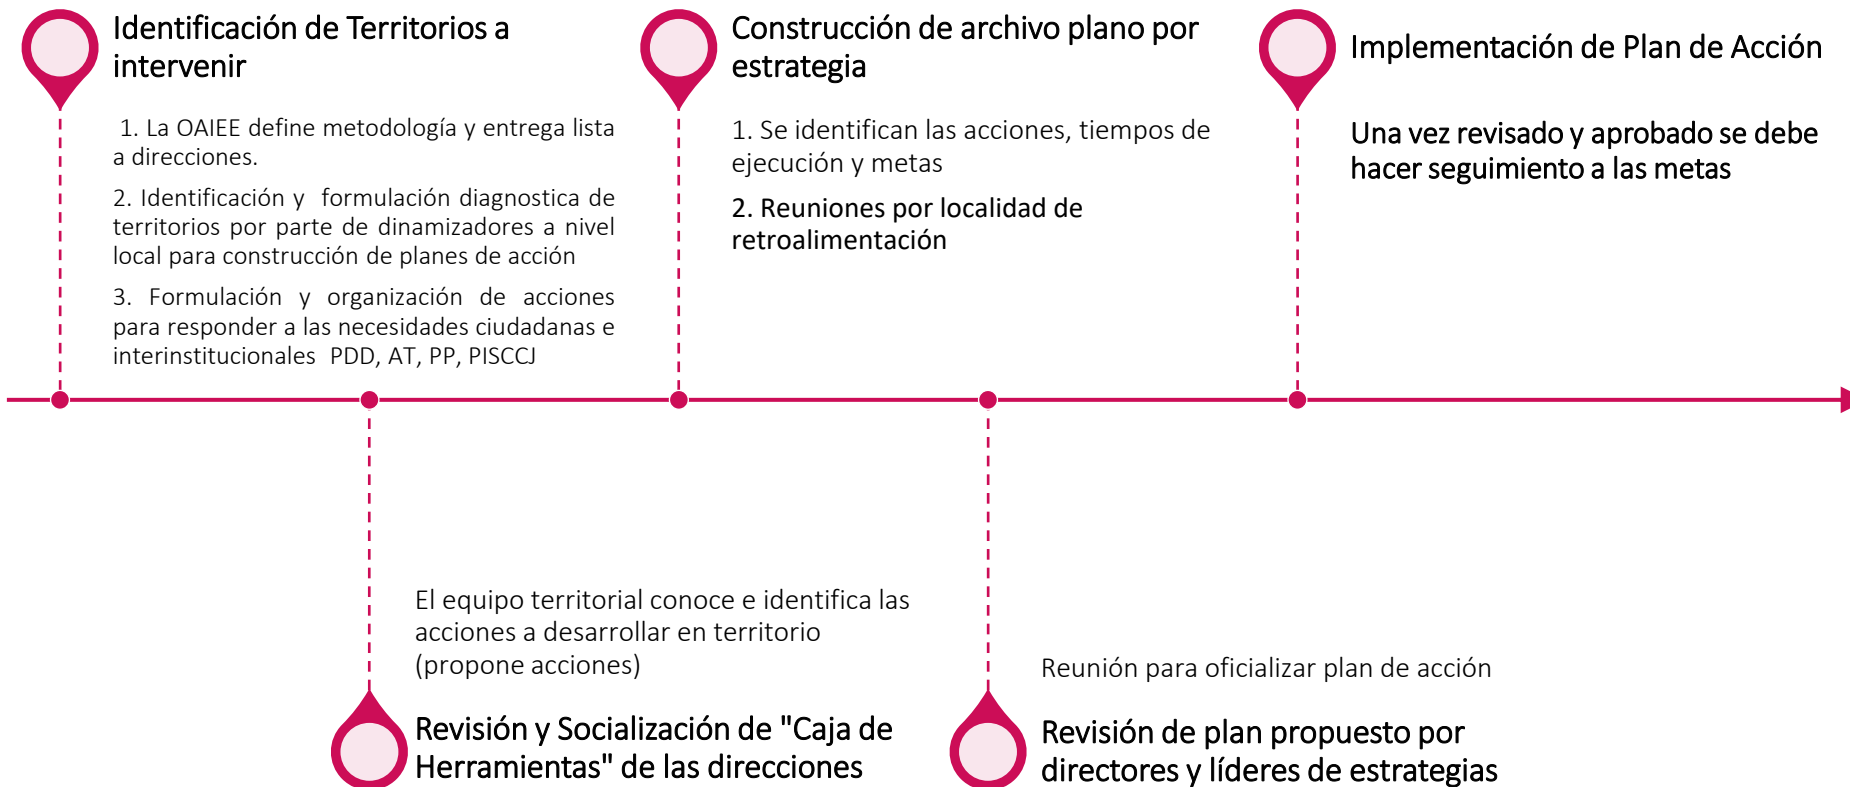 Identificación de Territorios a
intervenir
1. La OAIEE define metodología y entrega lista
a direcciones.
2. Identificación y formulación diagnostica de
territorios por parte de dinamizadores a nivel
local para construcción de planes de acción
3. Formulación y organización de acciones
para responder a las necesidades ciudadanas e
interinstitucionales PDD, AT, PP, PISCCJ
Construcción de archivo plano por
estrategia
1. Se identifican las acciones, tiempos de
ejecución y metas
2. Reuniones por localidad de
retroalimentación
Implementación de Plan de Acción
Una vez revisado y aprobado se debe
hacer seguimiento a las metas
El equipo territorial conoce e identifica las
acciones a desarrollar en territorio
(propone acciones)
Revisión y Socialización de "Caja de
Herramientas" de las direcciones
Reunión para oficializar plan de acción
Revisión de plan propuesto por
directores y líderes de estrategias